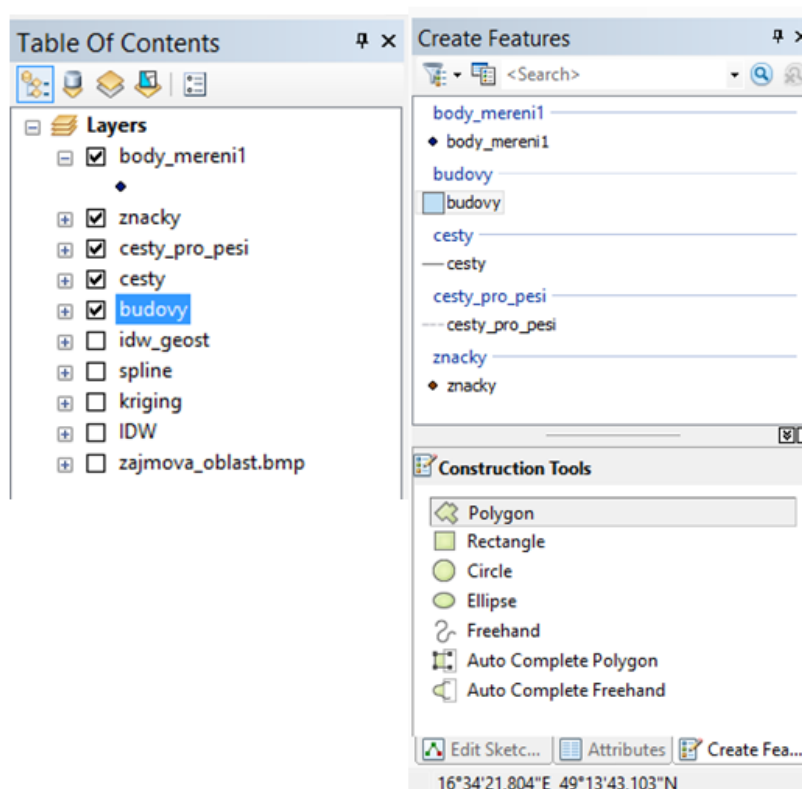 Table Of Contents
Layers
body_mereni1
znacky
cesty_pro_pesi
cesty
budovy
idw_geost
spline
kriging
IDW
zajmova_oblast.bmp
Create Features
<Search>
body_mereni1
body_mereni1
budovy
budovy
cesty
cesty
cesty_pro_pesi
cesty_pro_pesi
znacky
znacky
Construction Tools
Polygon
Rectangle
Circle
Ellipse
Freehand
Auto Complete Polygon
Auto Complete Freehand
Edit Sketc... Attributes Create Fea...
16°34'21.804"E 49°13'43.103"N